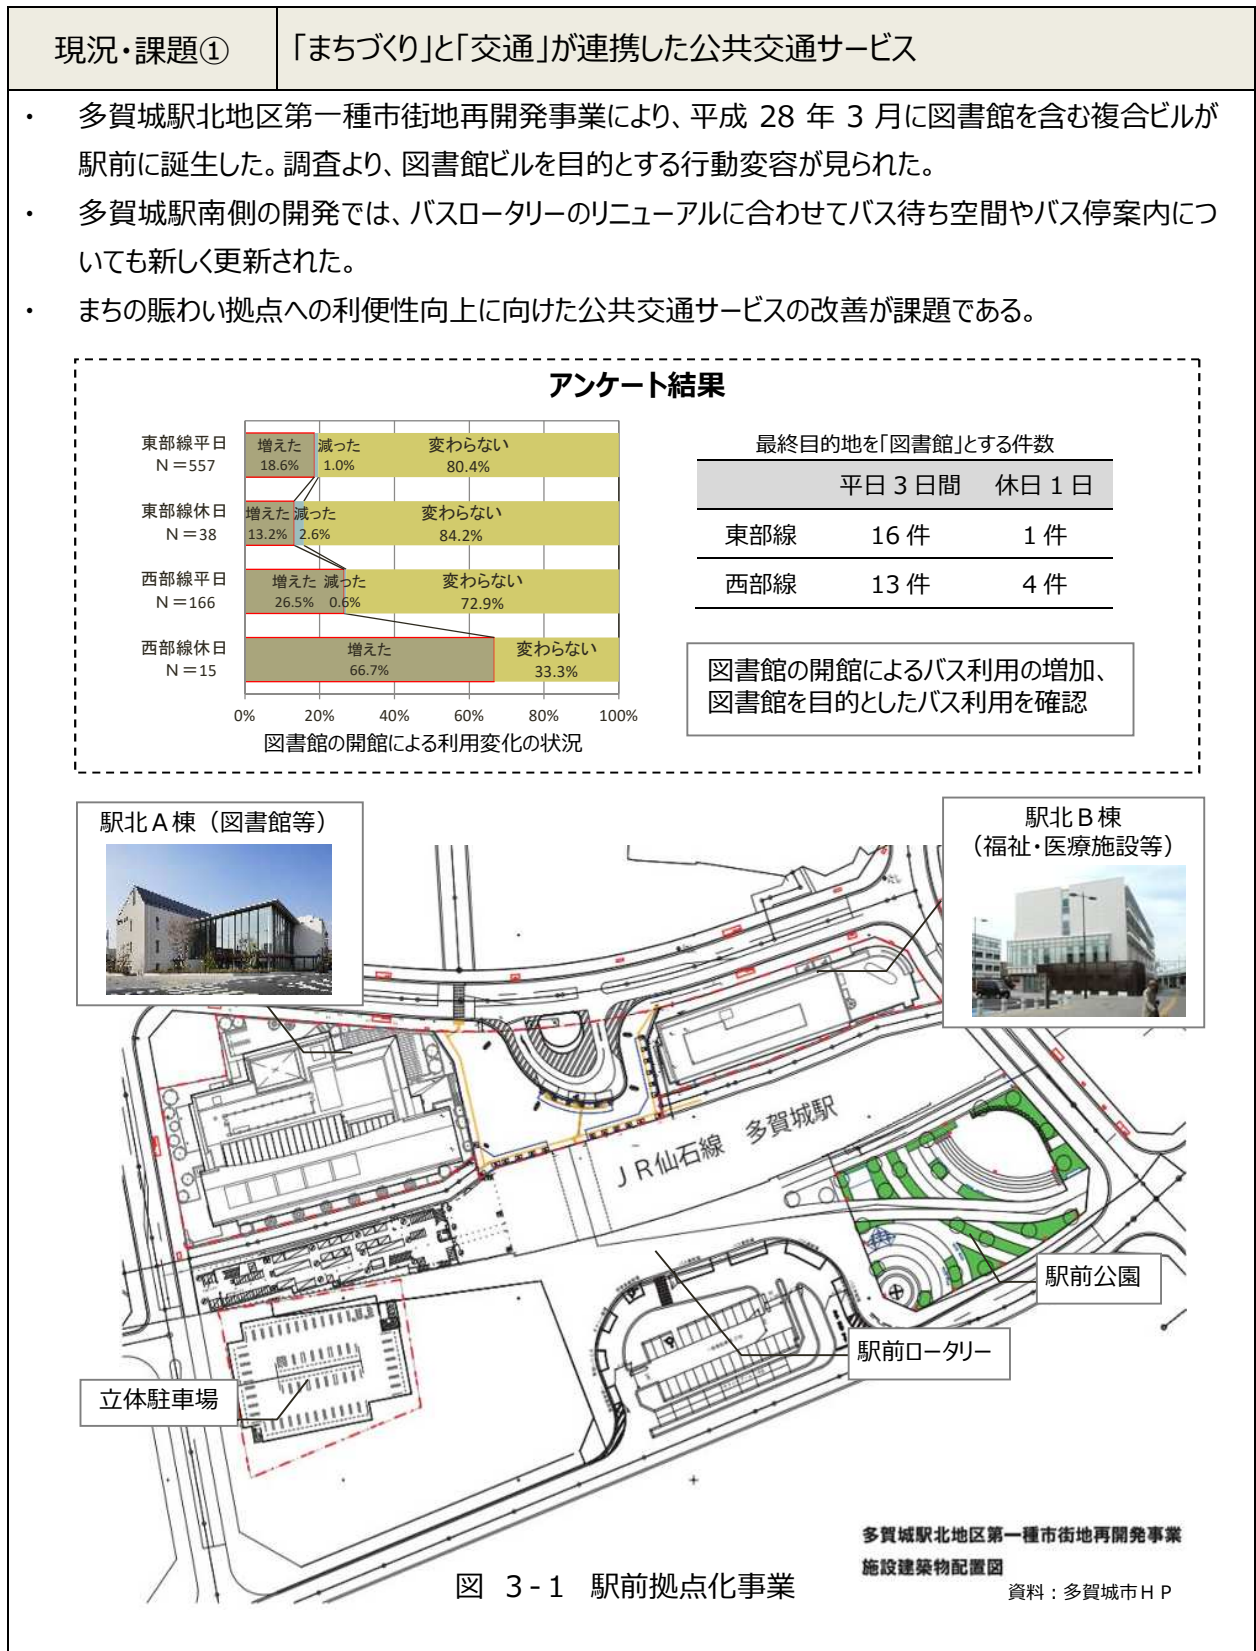 現況・課題①
「まちづくり」と「交通」が連携した公共交通サービス
・ 多賀城駅北地区第一種市街地再開発事業により、平成 28 年 3 月に図書館を含む複合ビルが
駅前に誕生した。調査より、図書館ビルを目的とする行動変容が見られた。
・ 多賀城駅南側の開発では、バスロータリーのリニューアルに合わせてバス待ち空間やバス停案内につ
いても新しく更新された。
・ まちの賑わい拠点への利便性向上に向けた公共交通サービスの改善が課題である。
アンケート結果
東部線平日
N＝557
増えた 減った 変わらない
18.6% 1.0% 80.4%
東部線休日
N＝38
増えた 減った 変わらない
13.2% 2.6% 84.2%
西部線平日
N＝166
増えた 減った 変わらない
26.5% 0.6% 72.9%
西部線休日
N＝15
増えた 変わらない
66.7% 33.3%
0% 20% 40% 60% 80% 100%
図書館の開館による利用変化の状況
最終目的地を「図書館」とする件数
平日３日間 休日１日
東部線 16 件 1 件
西部線 13 件 4 件
図書館の開館によるバス利用の増加、
図書館を目的としたバス利用を確認
駅北Ａ棟（図書館等）
駅北Ｂ棟
（福祉・医療施設等）
ＪＲ仙石線 多賀城駅
駅前公園
駅前ロータリー
立体駐車場
多賀城駅北地区第一種市街地再開発事業
施設建築物配置図
資料：多賀城市ＨＰ
図 3-1 駅前拠点化事業